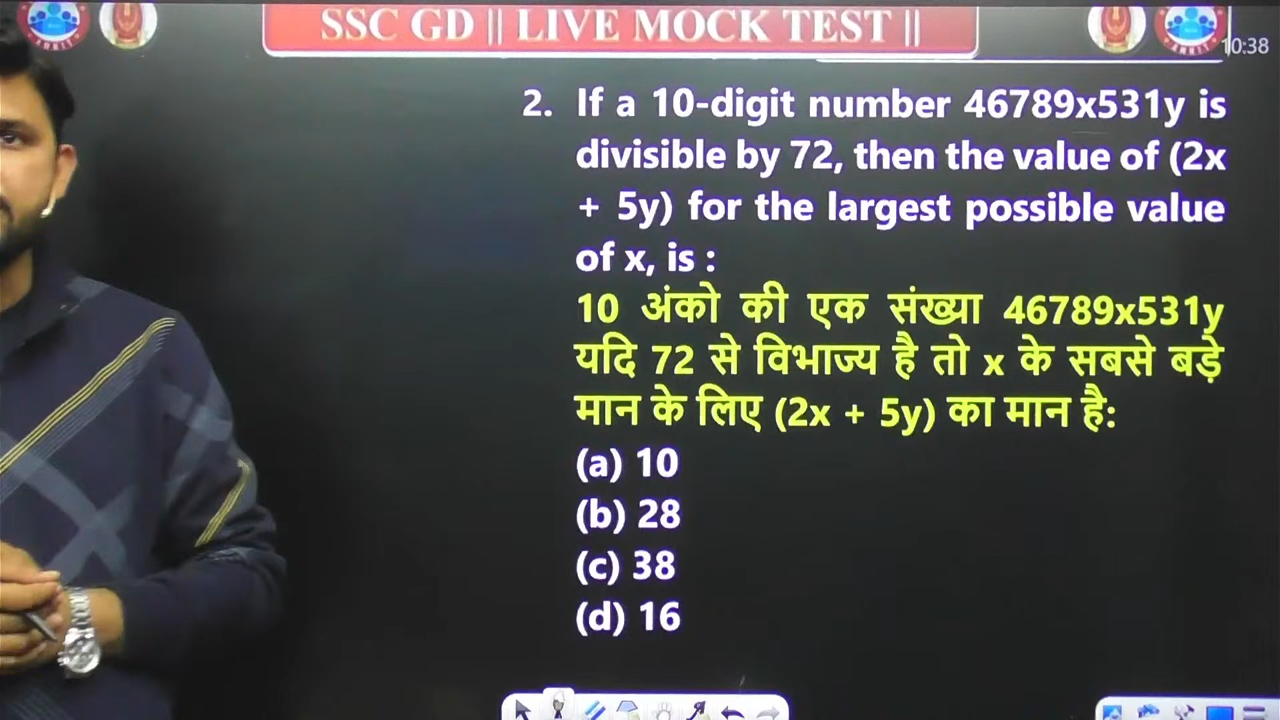 SSC GD || LIVE MOCK TEST ||
10:38
2. If a 10-digit number 46789x531y is
divisible by 72, then the value of (2x
+ 5y) for the largest possible value
of x, is :
10 अंको की एक संख्या 46789x531y
यदि 72 से विभाज्य है तो x के सबसे बड़े
मान के लिए (2x + 5y) का मान है:
(a) 10
(b) 28
(c) 38
(d) 16